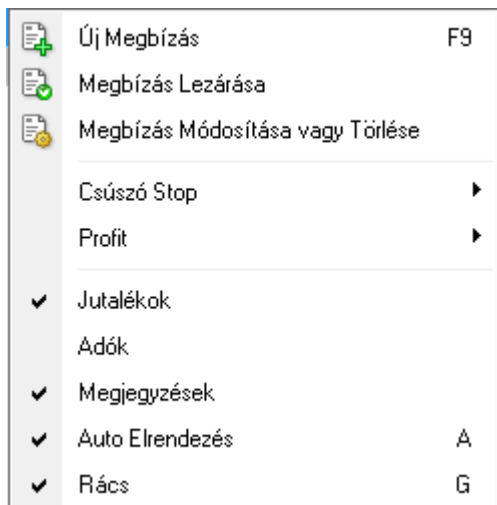 Új Megbízás F9
Megbízás Lezárása
Megbízás Módosítása vagy Törlése
Csúszó Stop
Profit
Jutalékok
Adók
Megjegyzések
Auto Elrendezés A
Rács G